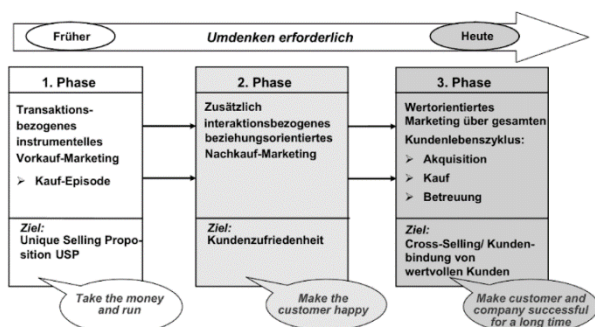 Früher
Umdenken erforderlich
Heute
1. Phase
Transaktions-
bezogenes
instrumentelles
Vorkauf-Marketing
Kauf-Episode
Ziel:
Unique Selling Propo-
sition USP
Take the money
and run
2. Phase
Zusätzlich
interaktionsbezogenes
beziehungsorientiertes
Nachkauf-Marketing
Ziel:
Kundenzufriedenheit
Make the
customer happy
3. Phase
Wertorientiertes
Marketing über gesamten
Kundenlebenszyklus:
Akquisition
Kauf
Betreuung
Ziel:
Cross-Selling/ Kunden-
bindung von
wertvollen Kunden
Make customer and
company successful
for a long time